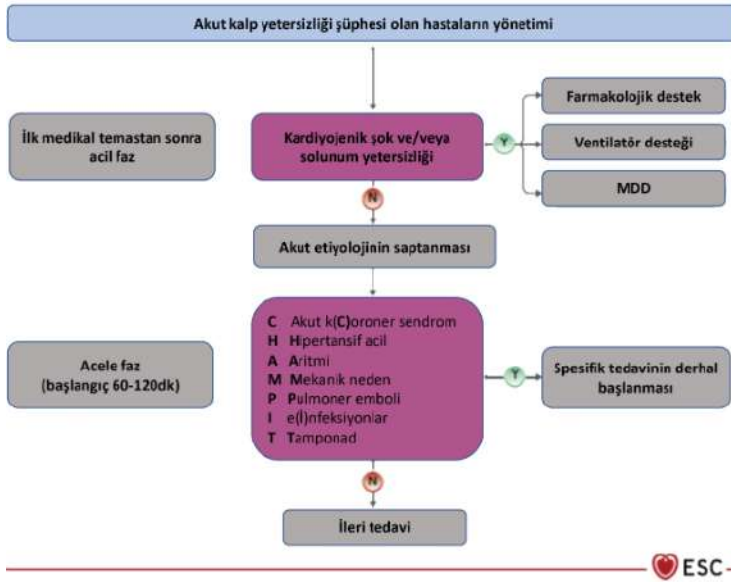 Akut kalp yetersizliği şüphesi olan hastaların yönetimi
İlk medikal temastan sonra
acil faz
Kardiyojenik şok ve/veya
solunum yetersizliği
Y
Farmakolojik destek
Ventilatör desteği
MDD
N
Akut etiyolojinin saptanması
Acele faz
(başlangıç 60-120dk)
C Akut k(C)oroner sendrom
H Hipertansif acil
A Aritmi
M Mekanik neden
P Pulmoner emboli
I e(İ)nfeksiyonlar
T Tamponad
Y
Spesifik tedavinin derhal
başlanması
N
İleri tedavi
ESC